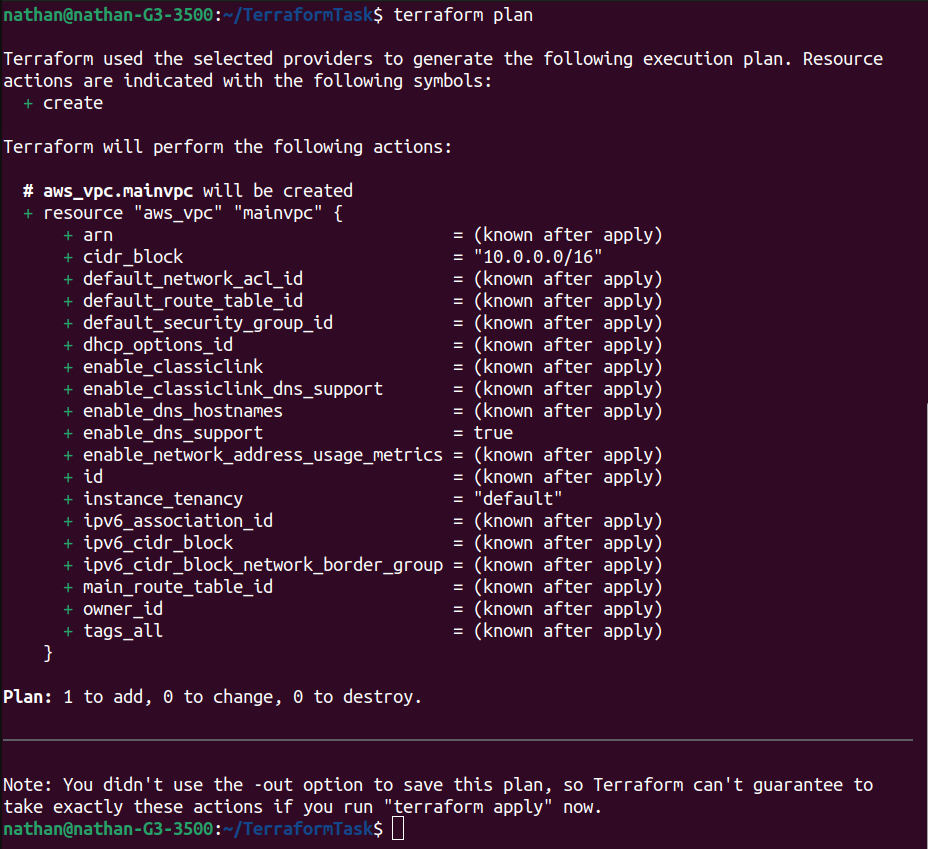 nathan@nathan-G3-3500:~/TerraformTask$ terraform plan
Terraform used the selected providers to generate the following execution plan. Resource
actions are indicated with the following symbols:
+ create
Terraform will perform the following actions:
# aws_vpc.mainvpc will be created
+ resource "aws_vpc" "mainvpc" {
+ arn = (known after apply)
+ cidr_block = "10.0.0.0/16"
+ default_network_acl_id = (known after apply)
+ default_route_table_id = (known after apply)
+ default_security_group_id = (known after apply)
+ dhcp_options_id = (known after apply)
+ enable_classiclink = (known after apply)
+ enable_classiclink_dns_support = (known after apply)
+ enable_dns_hostnames = (known after apply)
+ enable_dns_support = true
+ enable_network_address_usage_metrics = (known after apply)
+ id = (known after apply)
+ instance_tenancy = "default"
+ ipv6_association_id = (known after apply)
+ ipv6_cidr_block = (known after apply)
+ ipv6_cidr_block_network_border_group = (known after apply)
+ main_route_table_id = (known after apply)
+ owner_id = (known after apply)
+ tags_all = (known after apply)
}
Plan: 1 to add, 0 to change, 0 to destroy.
Note: You didn't use the -out option to save this plan, so Terraform can't guarantee to
take exactly these actions if you run "terraform apply" now.
nathan@nathan-G3-3500:~/TerraformTask$